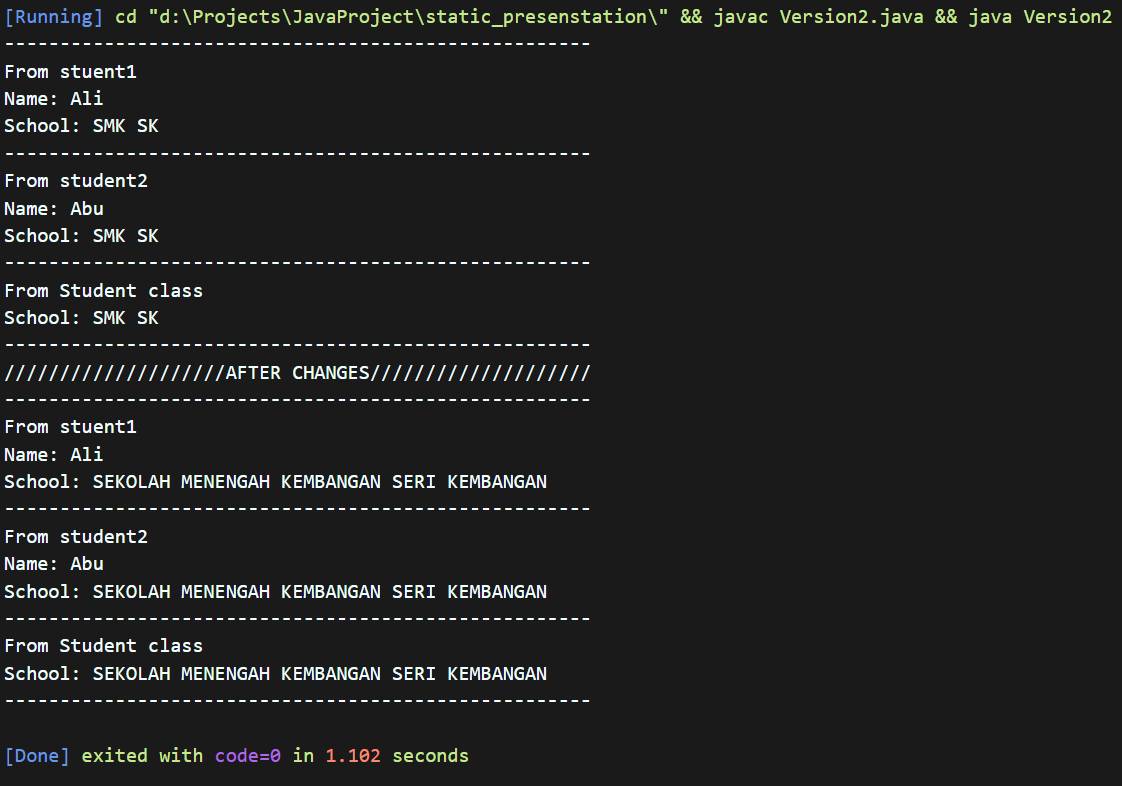 [Running] cd "d:\Projects\JavaProject\static_presenstation\" && javac Version2.java && java Version2
-----------------------------------------------------
From stuent1
Name: Ali
School: SMK SK
-----------------------------------------------------
From student2
Name: Abu
School: SMK SK
-----------------------------------------------------
From Student class
School: SMK SK
-----------------------------------------------------
////////////////////AFTER CHANGES////////////////////
-----------------------------------------------------
From stuent1
Name: Ali
School: SEKOLAH MENENGAH KEMBANGAN SERI KEMBANGAN
-----------------------------------------------------
From student2
Name: Abu
School: SEKOLAH MENENGAH KEMBANGAN SERI KEMBANGAN
-----------------------------------------------------
From Student class
School: SEKOLAH MENENGAH KEMBANGAN SERI KEMBANGAN
-----------------------------------------------------
[Done] exited with code=0 in 1.102 seconds